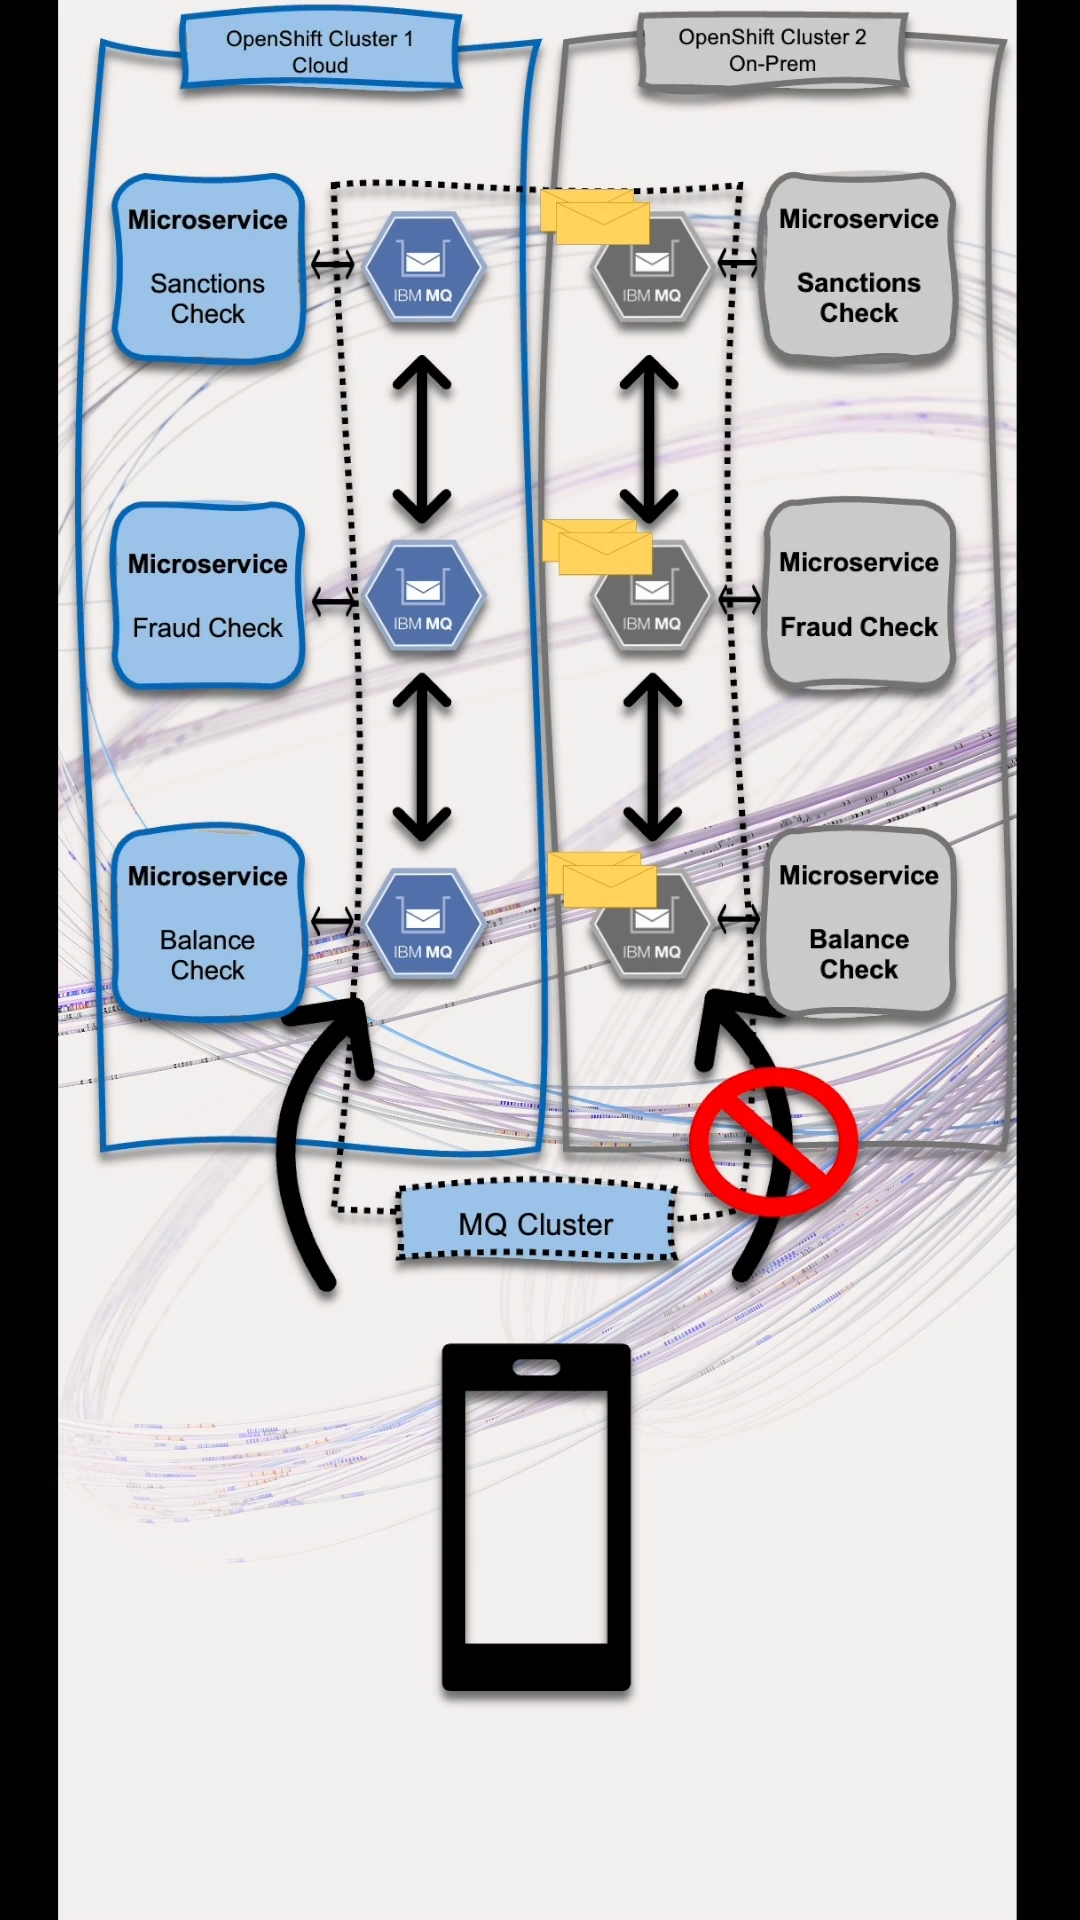 OpenShift Cluster 1
Cloud
OpenShift Cluster 2
On-Prem
Microservice
Sanctions
Check
IBM MQ
IBM MQ
Microservice
Sanctions
Check
Microservice
Fraud Check
IBM MQ
IBM MQ
Microservice
Fraud Check
Microservice
Balance
Check
IBM MQ
IBM MQ
Microservice
Balance
Check
MQ Cluster